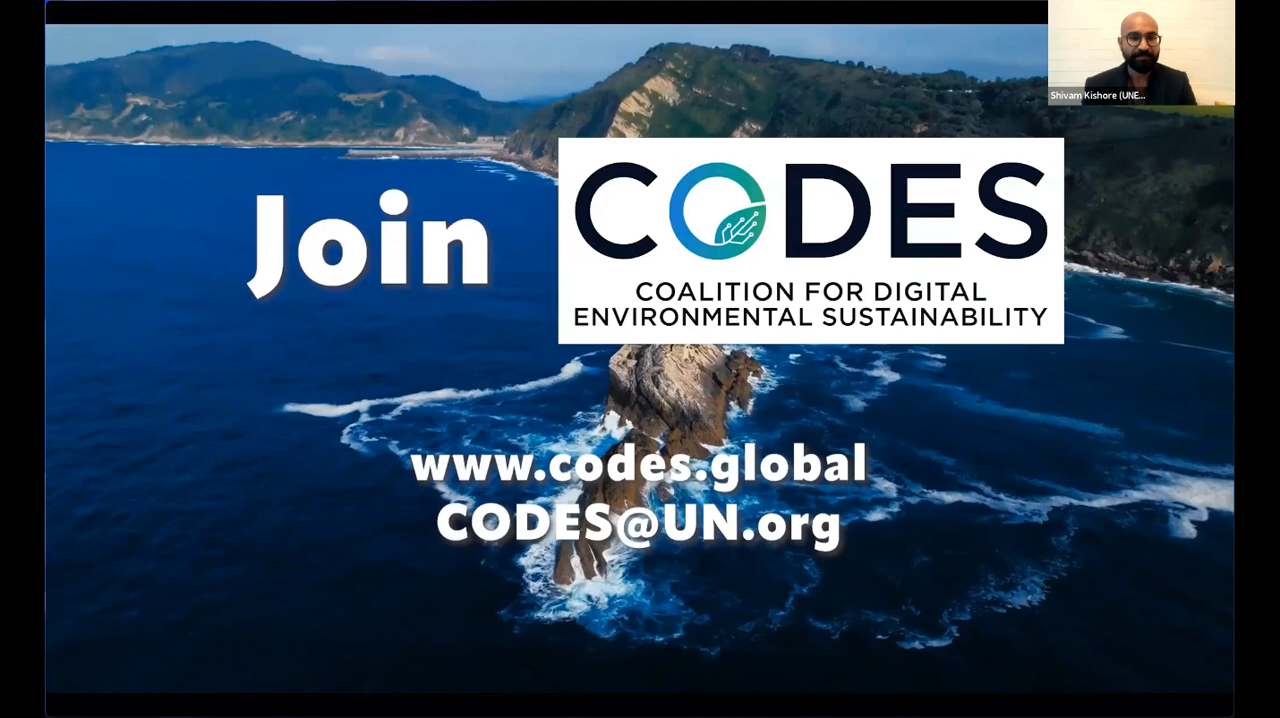 Shivam Kishore (UNE...
Join
CODES
COALITION FOR DIGITAL
ENVIRONMENTAL SUSTAINABILITY
www.codes.global
CODES@UN.org